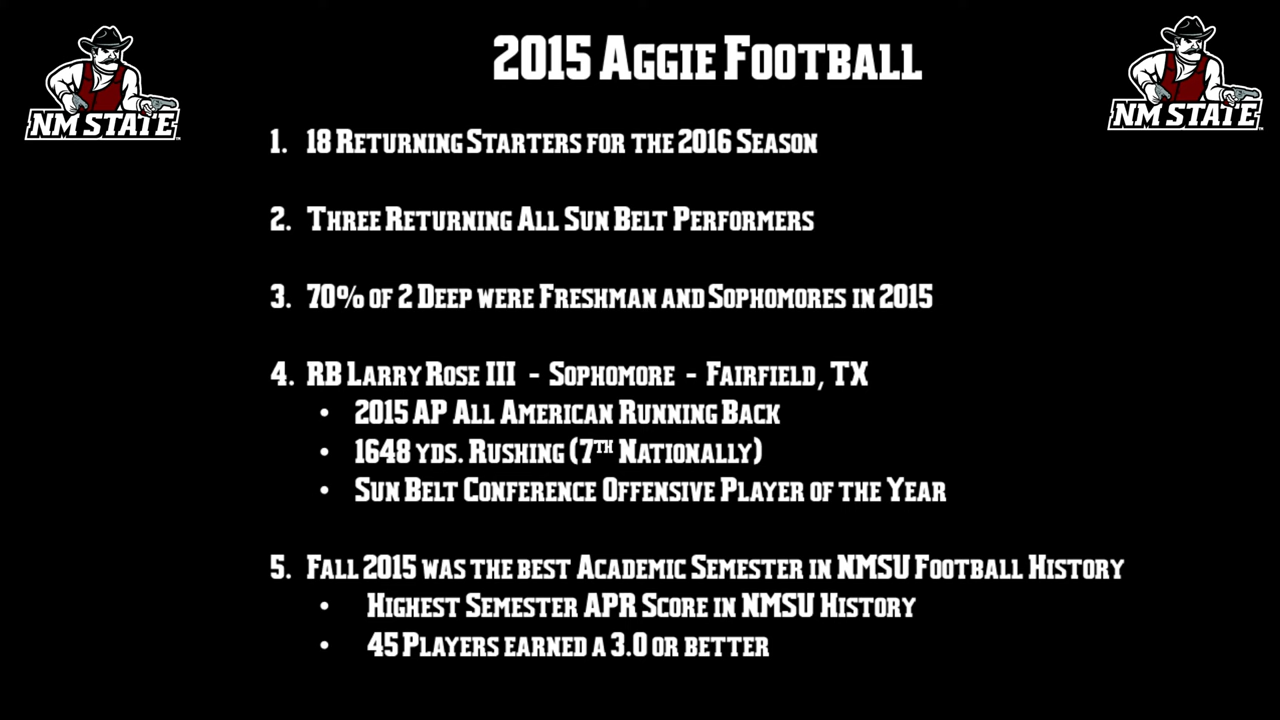 2015 Aggie Football
NM STATE
NM STATE
1. 18 Returning Starters for the 2016 Season
2. Three Returning All Sun Belt Performers
3. 70% of 2 Deep were Freshman and Sophomores in 2015
4. RB Larry Rose III - Sophomore - Fairfield, TX
• 2015 AP All American Running Back
• 1648 yds. Rushing (7th Nationally)
• Sun Belt Conference Offensive Player of the Year
5. Fall 2015 was the best Academic Semester in NMSU Football History
• Highest Semester APR Score in NMSU History
• 45 Players earned a 3.0 or better